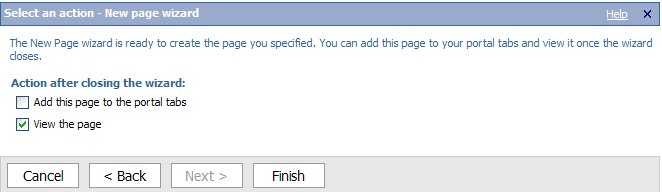 Select an action - New page wizard Help
The New Page wizard is ready to create the page you specified. You can add this page to your portal tabs and view it once the wizard
closes.
Action after closing the wizard:
Add this page to the portal tabs
View the page
Cancel < Back Next > Finish